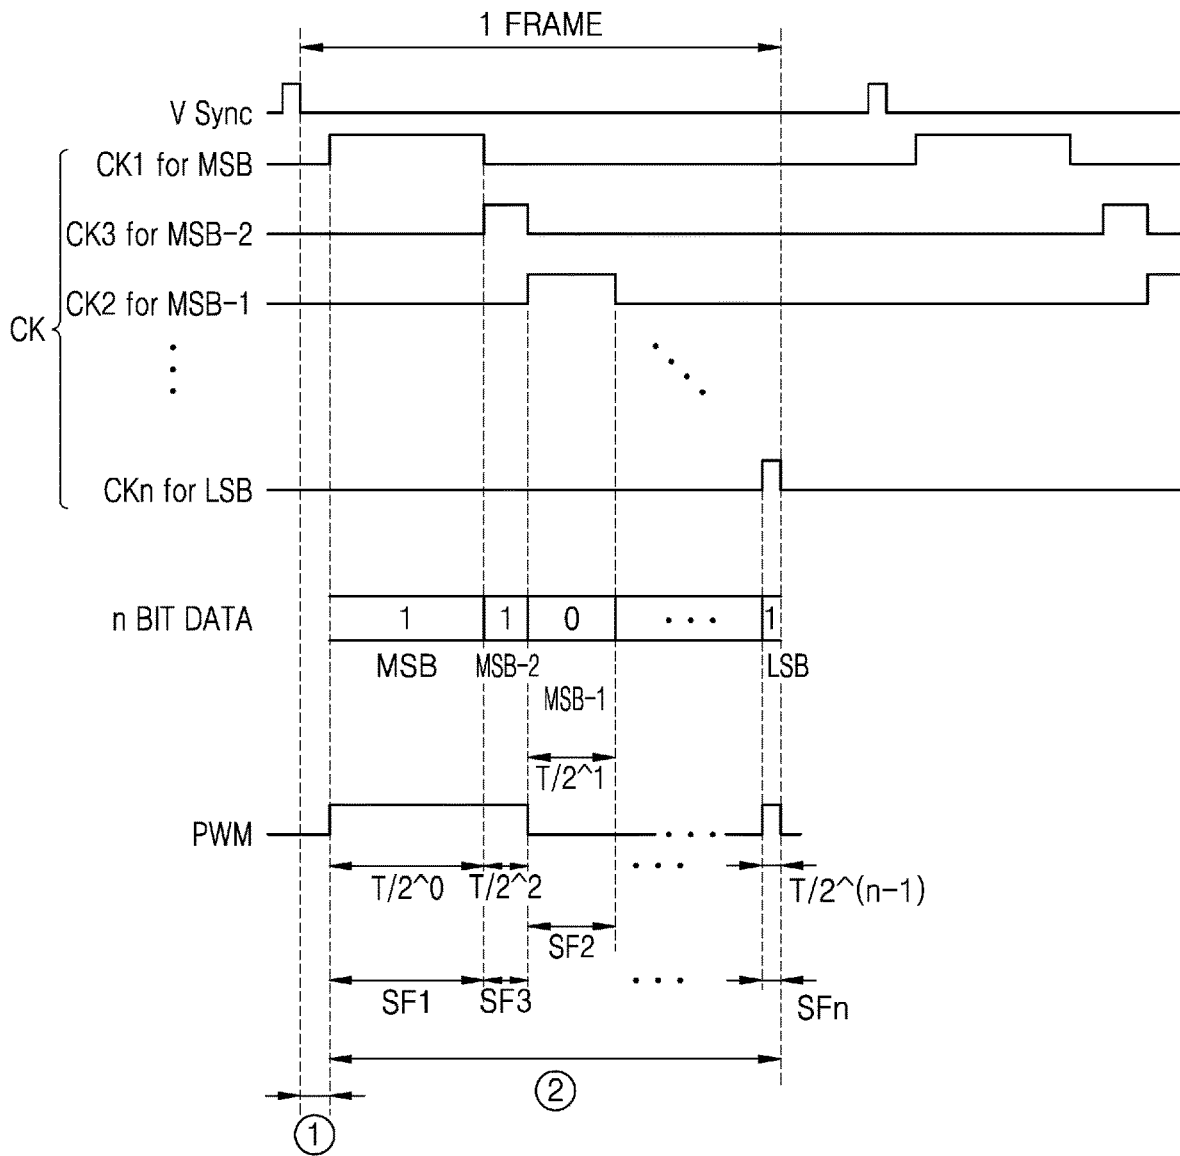 1 FRAME
V Sync
CK1 for MSB
CK3 for MSB-2
CK2 for MSB-1
CK
CKn for LSB
n BIT DATA 1 1 0 ··· 1
MSB MSB-2 LSB
MSB-1
T/2^1
PWM ····
T/2^0 T/2^2 ··· T/2^(n-1)
SF2
SF1 SF3 ··· SFn
②
①